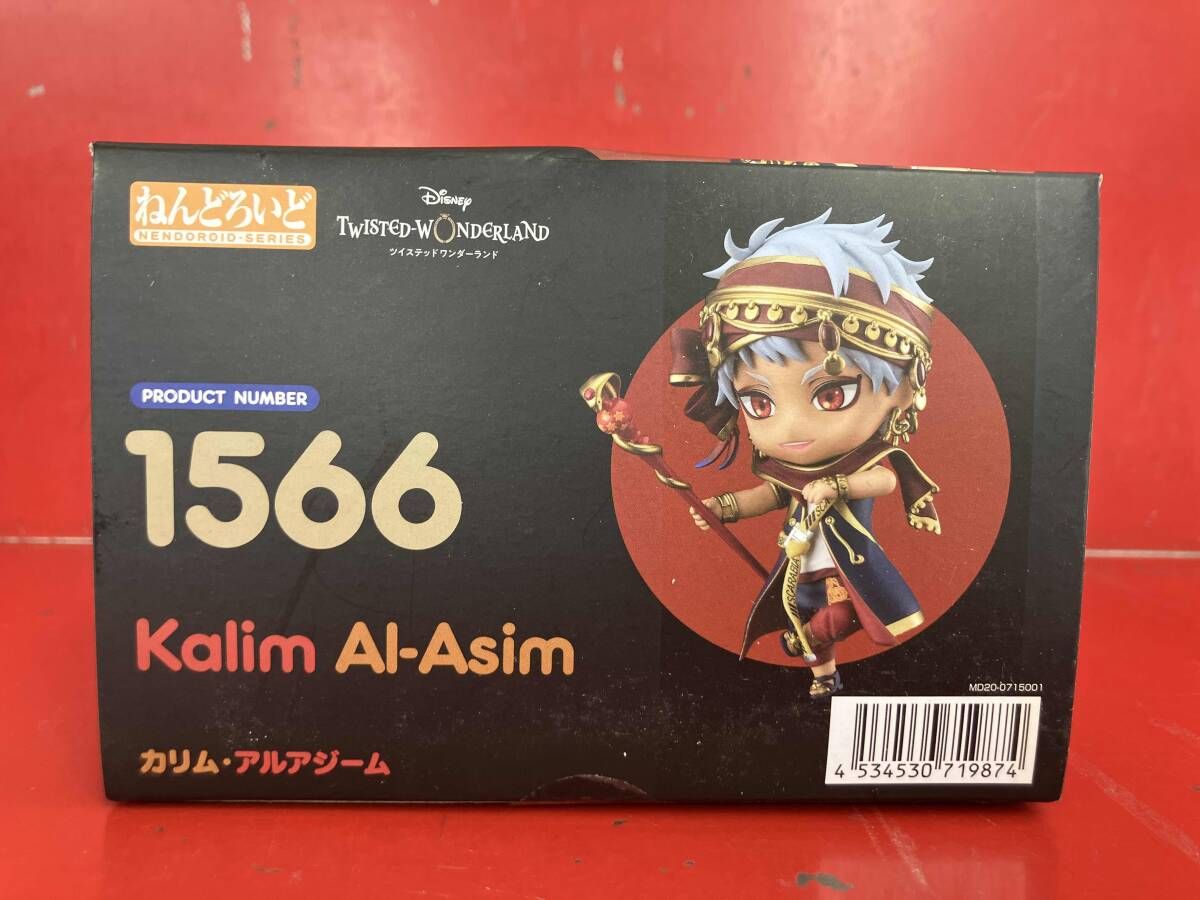 ねんどろいど
NENDOROID·SERIES
Disney
TWISTED-WONDERLAND
ツイステッドワンダーランド
PRODUCT NUMBER
1566
Kalim Al-Asim
カリム・アルアジーム
SCARABIA
MD20-0715001
4 534530 719874